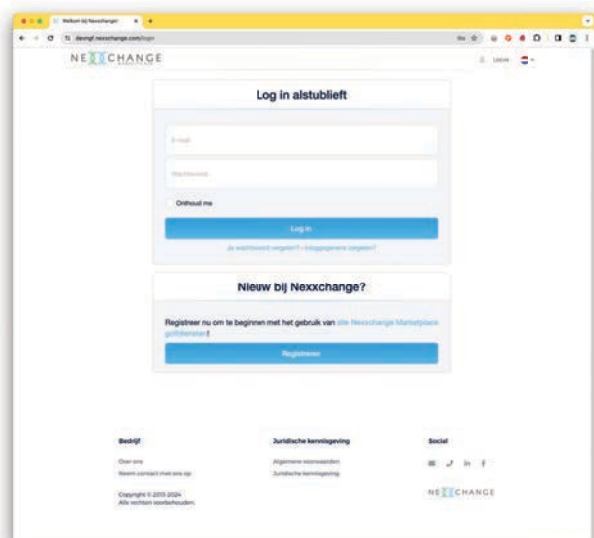 Welkom bij Nexxchange!
devngf.nexxchange.com/login
NEXXCHANGE
Log in alstublieft
E-mail
Wachtwoord
Onthoud me
Log in
Je wachtwoord vergeten? - Inloggegevens vergeten?
Nieuw bij Nexxchange?
Registreer nu om te beginnen met het gebruik van alle Nexxchange Marketplace
golfdiensten!
Registreren
Bedrijf
Over ons
Neem contact met ons op
Copyright © 2013-2024
Alle rechten voorbehouden.
Juridische kennisgeving
Algemene voorwaarden
Juridische kennisgeving
Social
NEXXCHANGE